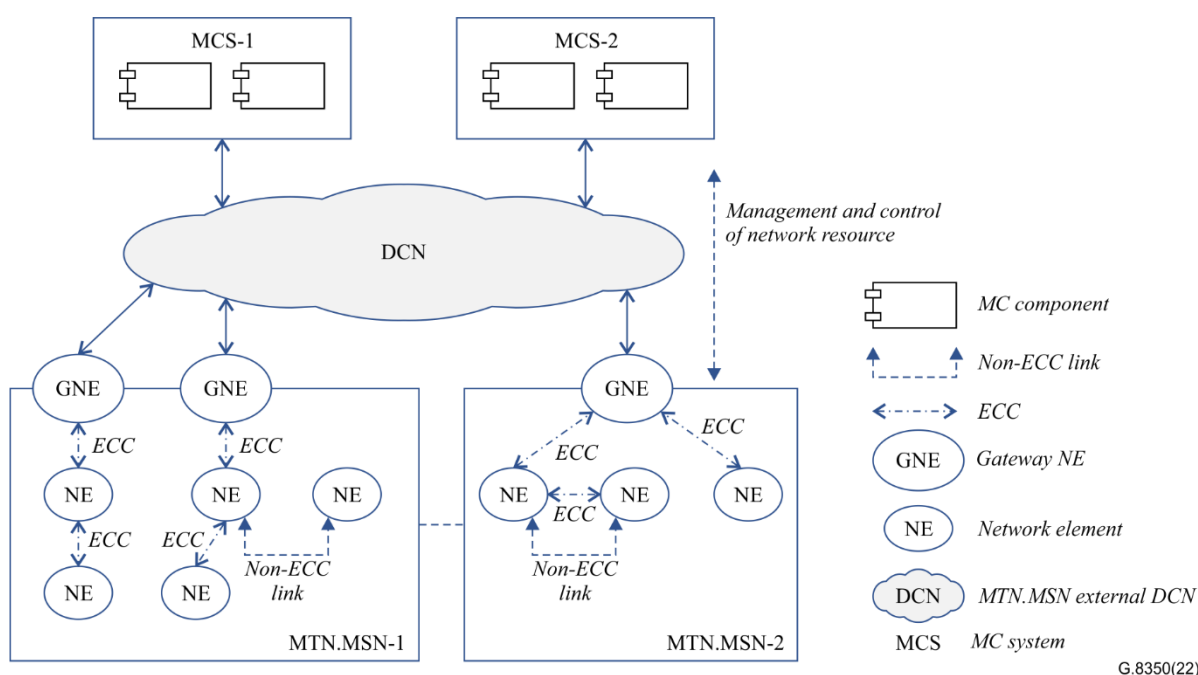 MCS-1
MCS-2
Management and control
of network resource
DCN
MC component
Non-ECC link
ECC
GNE
GNE
GNE
GNE
Gateway NE
ECC
ECC
ECC
ECC
NE
NE
NE
NE
NE
NE
ECC
NE
Network element
ECC
ECC
Non-ECC
link
Non-ECC
link
NE
NE
DCN
MTN.MSN external DCN
MTN.MSN-1
MTN.MSN-2
MCS
MC system
G.8350(22)